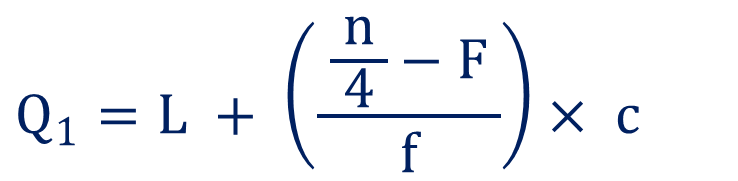 Q₁ = L + ( (n/4 − F) / f ) × c